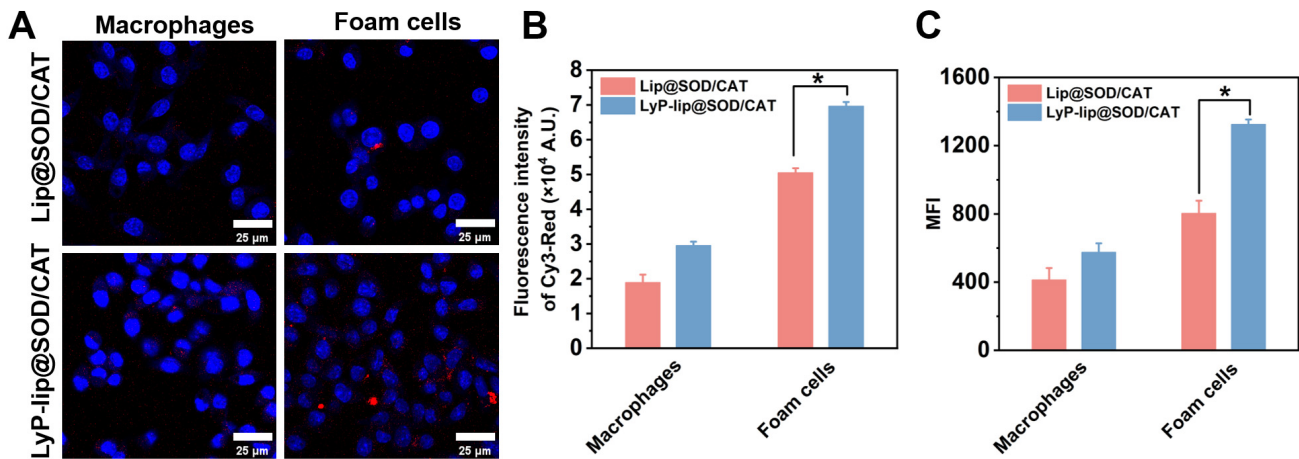 A
Macrophages
Foam cells
Lip@SOD/CAT
25 µm
25 µm
LyP-lip@SOD/CAT
25 µm
25 µm
B
Fluorescence intensity
of Cy3-Red (×10⁴ A.U.)
8
7
6
5
4
3
2
1
0
Lip@SOD/CAT
LyP-lip@SOD/CAT
*
Macrophages
Foam cells
C
MFI
1600
1200
800
400
0
Lip@SOD/CAT
LyP-lip@SOD/CAT
*
Macrophages
Foam cells